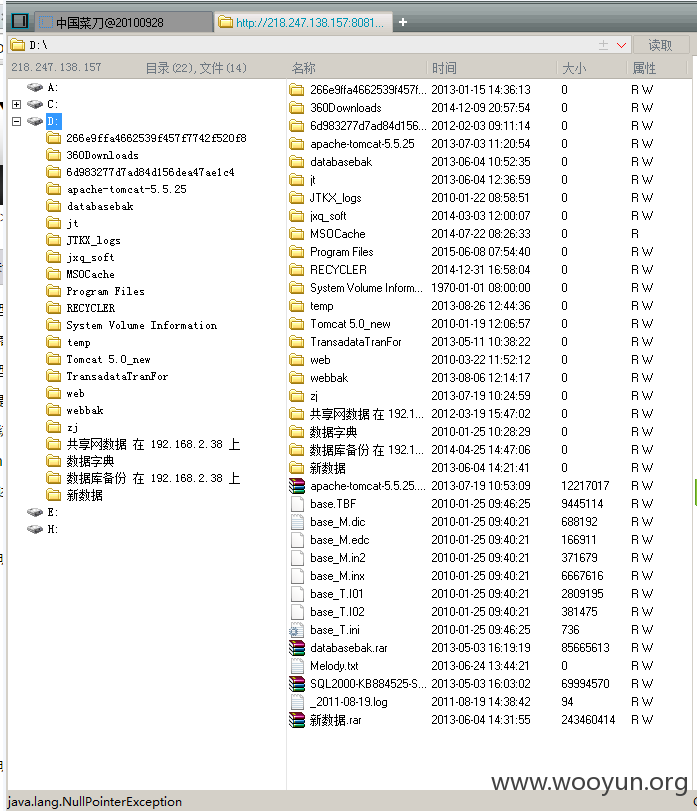 中国菜刀@20100928 http://218.247.138.157:8081... +
D:\ 读取
218.247.138.157 目录(22),文件(14) 名称 时间 大小 属性
A:
C:
D:
266e9ffa4662539f457f7742f520f8
360Downloads
6d983277d7ad84d156dea47ae1c4
apache-tomcat-5.5.25
databasebak
jt
JTKX_logs
jxq_soft
MSOCache
Program Files
RECYCLER
System Volume Information
temp
Tomcat 5.0_new
TransadataTranFor
web
webbak
zj
共享网数据 在 192.168.2.38 上
数据字典
数据库备份 在 192.168.2.38 上
新数据
E:
H:
266e9ffa4662539f457f... 2013-01-15 14:36:13 0 R W
360Downloads 2014-12-09 20:57:54 0 R W
6d983277d7ad84d156... 2012-02-03 09:11:14 0 R W
apache-tomcat-5.5.25 2013-07-03 11:20:54 0 R W
databasebak 2013-06-04 10:52:35 0 R W
jt 2013-06-04 12:36:59 0 R W
JTKX_logs 2010-01-22 08:58:51 0 R W
jxq_soft 2014-03-03 12:00:07 0 R W
MSOCache 2014-07-22 08:26:33 0 R
Program Files 2015-06-08 07:54:40 0 R W
RECYCLER 2014-12-31 16:58:04 0 R W
System Volume Inform... 1970-01-01 08:00:00 0 R W
temp 2013-08-26 12:44:36 0 R W
Tomcat 5.0_new 2010-01-19 12:06:57 0 R W
TransadataTranFor 2013-05-11 10:38:22 0 R W
web 2010-03-22 11:52:12 0 R W
webbak 2013-08-06 12:14:17 0 R W
zj 2013-07-19 10:24:59 0 R W
共享网数据 在 192.1... 2012-03-19 15:47:02 0 R W
数据字典 2010-01-25 10:28:29 0 R W
数据库备份 在 192.1... 2014-04-25 14:47:06 0 R W
新数据 2013-06-04 14:21:41 0 R W
apache-tomcat-5.5.25.... 2013-07-19 10:53:09 12217017 R W
base.TBF 2010-01-25 09:46:25 9445114 R W
base_M.dic 2010-01-25 09:40:21 688192 R W
base_M.edc 2010-01-25 09:40:21 166911 R W
base_M.in2 2010-01-25 09:40:21 371679 R W
base_M.inx 2010-01-25 09:40:21 6667616 R W
base_T.I01 2010-01-25 09:40:21 2809195 R W
base_T.I02 2010-01-25 09:40:21 381475 R W
base_T.ini 2010-01-25 09:46:25 736 R W
databasebak.rar 2013-05-03 16:19:19 85665613 R W
Melody.txt 2013-06-24 13:44:21 0 R W
SQL2000-KB884525-S... 2013-05-03 16:03:02 69994570 R W
_2011-08-19.log 2011-08-19 14:38:42 94 R W
新数据.rar 2013-06-04 14:31:55 243460414 R W
www.wooyun.org
java.lang.NullPointerException